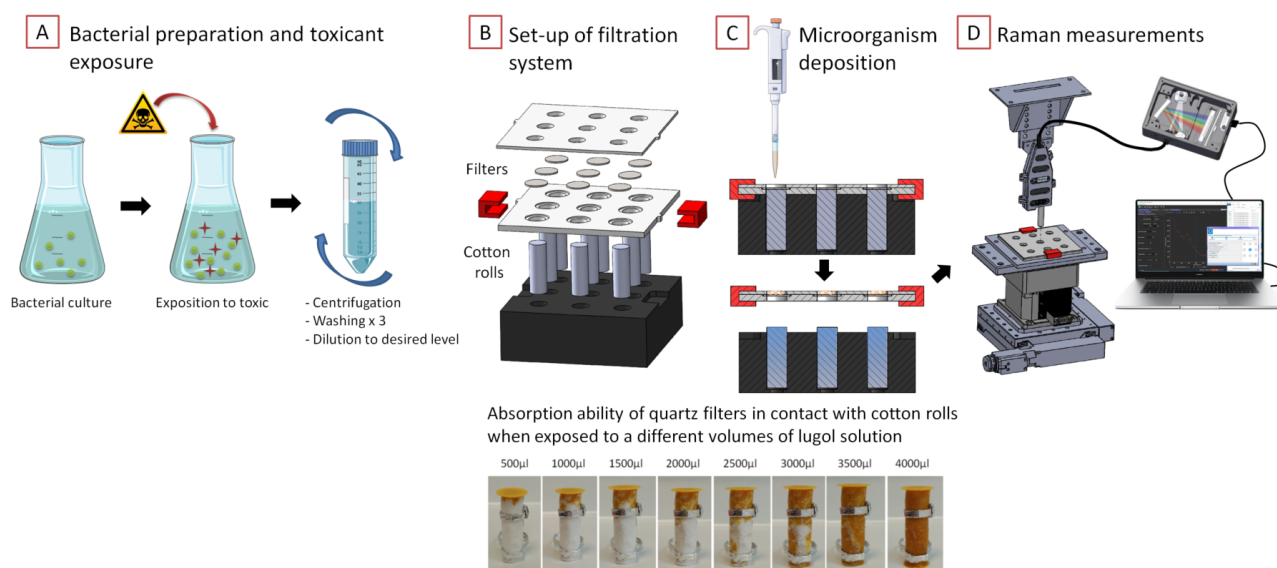 A
Bacterial preparation and toxicant
exposure
Bacterial culture
Exposition to toxic
- Centrifugation
- Washing x 3
- Dilution to desired level
B
Set-up of filtration
system
Filters
Cotton
rolls
C
Microorganism
deposition
D
Raman measurements
Absorption ability of quartz filters in contact with cotton rolls
when exposed to a different volumes of lugol solution
500µl 1000µl 1500µl 2000µl 2500µl 3000µl 3500µl 4000µl